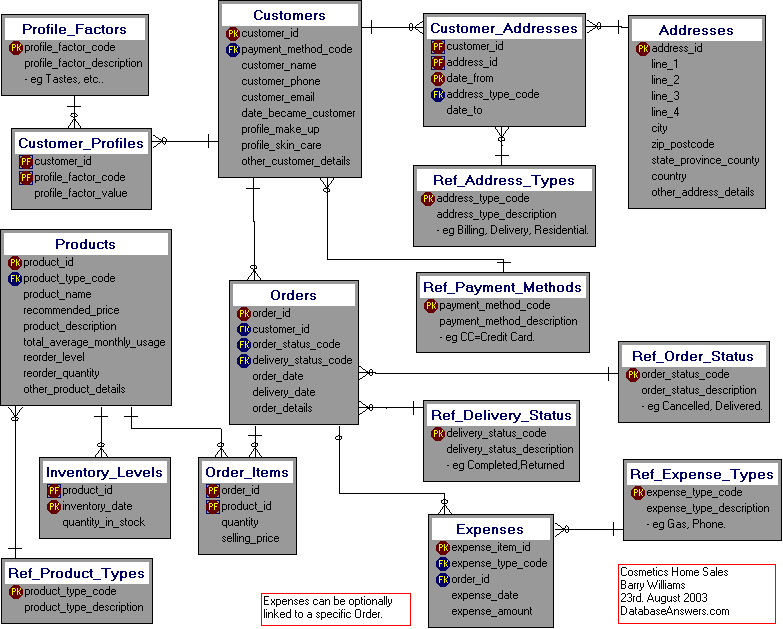 Profile_Factors
PK profile_factor_code
profile_factor_description
- eg Tastes, etc..
Customers
PK customer_id
FK payment_method_code
customer_name
customer_phone
customer_email
date_became_customer
profile_make_up
profile_skin_care
other_customer_details
Customer_Addresses
PF customer_id
PF address_id
PK date_from
FK address_type_code
date_to
Addresses
PK address_id
line_1
line_2
line_3
line_4
city
zip_postcode
state_province_county
country
other_address_details
Customer_Profiles
PF customer_id
PF profile_factor_code
profile_factor_value
Ref_Address_Types
PK address_type_code
address_type_description
- eg Billing, Delivery, Residential.
Products
PK product_id
FK product_type_code
product_name
recommended_price
product_description
total_average_monthly_usage
reorder_level
reorder_quantity
other_product_details
Orders
PK order_id
FK customer_id
FK order_status_code
FK delivery_status_code
order_date
delivery_date
order_details
Ref_Payment_Methods
PK payment_method_code
payment_method_description
- eg CC=Credit Card.
Ref_Order_Status
PK order_status_code
order_status_description
- eg Cancelled, Delivered.
Ref_Delivery_Status
PK delivery_status_code
delivery_status_description
- eg Completed,Returned
Inventory_Levels
PF product_id
PK inventory_date
quantity_in_stock
Order_Items
PF order_id
PF product_id
quantity
selling_price
Ref_Expense_Types
PK expense_type_code
expense_type_description
- eg Gas, Phone.
Expenses
PK expense_item_id
FK expense_type_code
FK order_id
expense_date
expense_amount
Ref_Product_Types
PK product_type_code
product_type_description
Expenses can be optionally
linked to a specific Order.
Cosmetics Home Sales
Barry Williams
23rd. August 2003
DatabaseAnswers.com